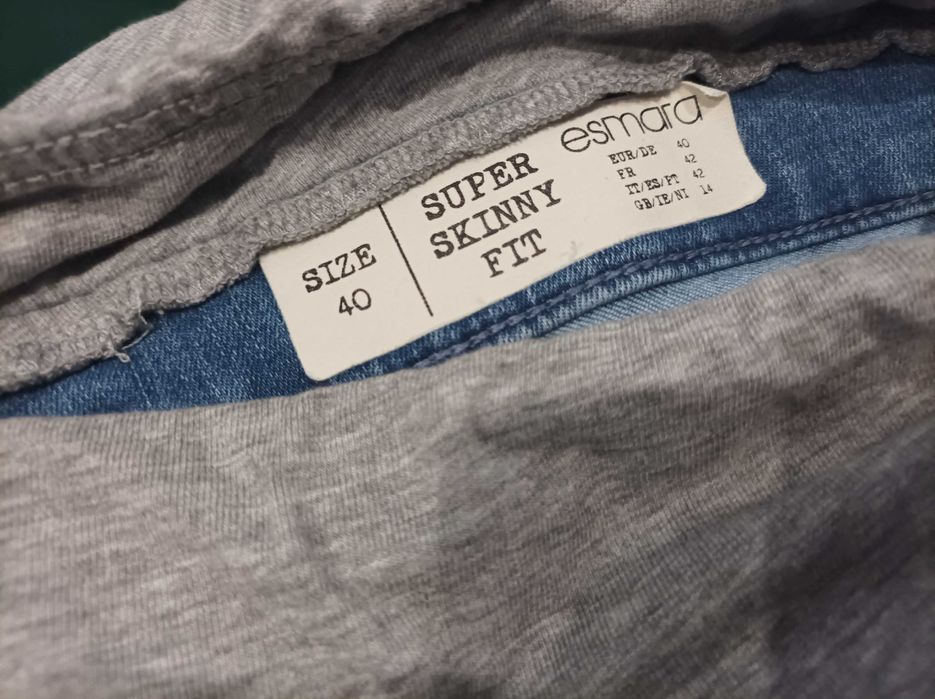 SIZE
40
SUPER
SKINNY
FIT
esmara
EUR/DE 40
FR 42
IT/ES/PT 42
GB/IE/NI 14